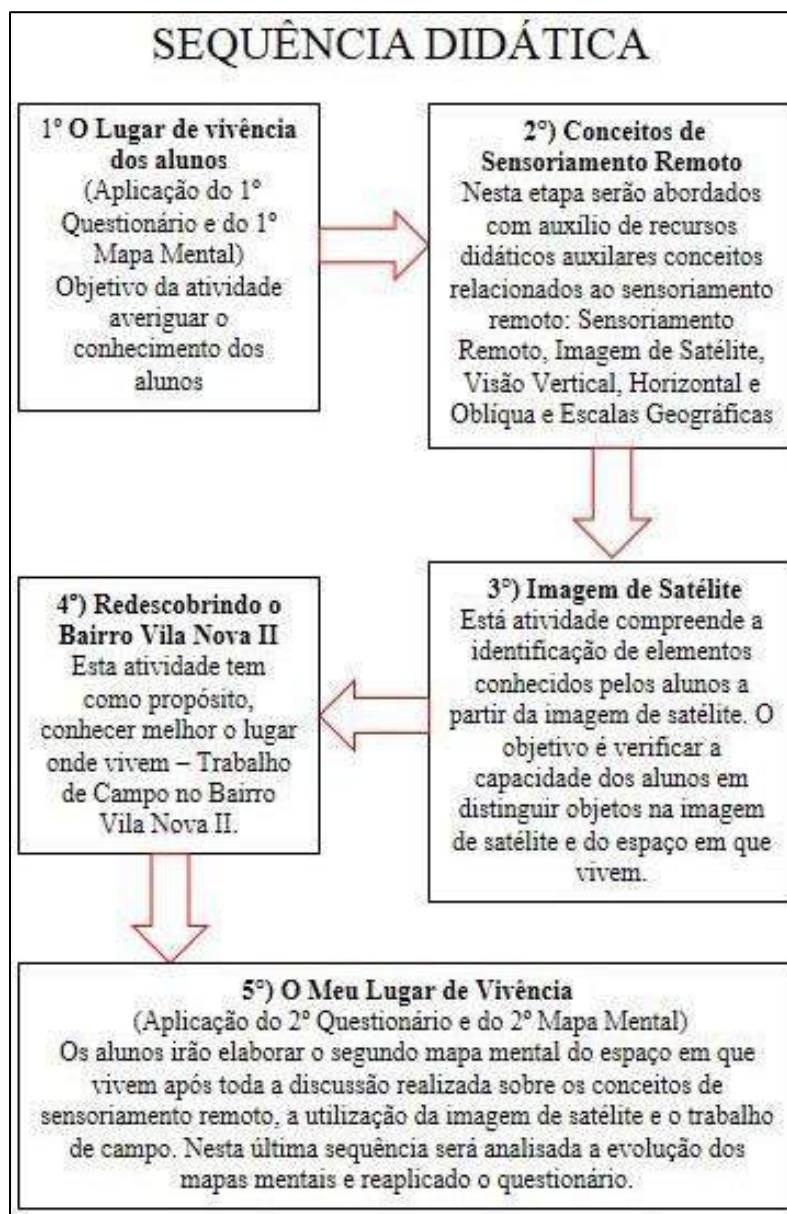 SEQUÊNCIA DIDÁTICA
1º O Lugar de vivência
dos alunos
(Aplicação do 1º
Questionário e do 1º
Mapa Mental)
Objetivo da atividade
averiguar o
conhecimento dos
alunos
2°) Conceitos de
Sensoriamento Remoto
Nesta etapa serão abordados
com auxílio de recursos
didáticos auxilares conceitos
relacionados ao sensoriamento
remoto: Sensoriamento
Remoto, Imagem de Satélite,
Visão Vertical, Horizontal e
Oblíqua e Escalas Geográficas
3°) Imagem de Satélite
Está atividade compreende a
identificação de elementos
conhecidos pelos alunos a
partir da imagem de satélite. O
objetivo é verificar a
capacidade dos alunos em
distinguir objetos na imagem
de satélite e do espaço em que
vivem.
4°) Redescobrindo o
Bairro Vila Nova II
Esta atividade tem
como propósito,
conhecer melhor o lugar
onde vivem – Trabalho
de Campo no Bairro
Vila Nova II.
5°) O Meu Lugar de Vivência
(Aplicação do 2º Questionário e do 2º Mapa Mental)
Os alunos irão elaborar o segundo mapa mental do espaço em que
vivem após toda a discussão realizada sobre os conceitos de
sensoriamento remoto, a utilização da imagem de satélite e o trabalho
de campo. Nesta última sequência será analisada a evolução dos
mapas mentais e reaplicado o questionário.